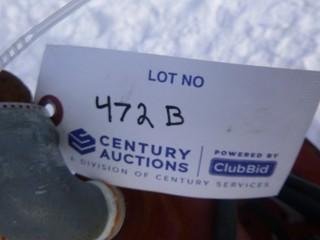 LOT NO
472 B
CENTURY AUCTIONS
POWERED BY ClubBid
A DIVISION OF CENTURY SERVICES